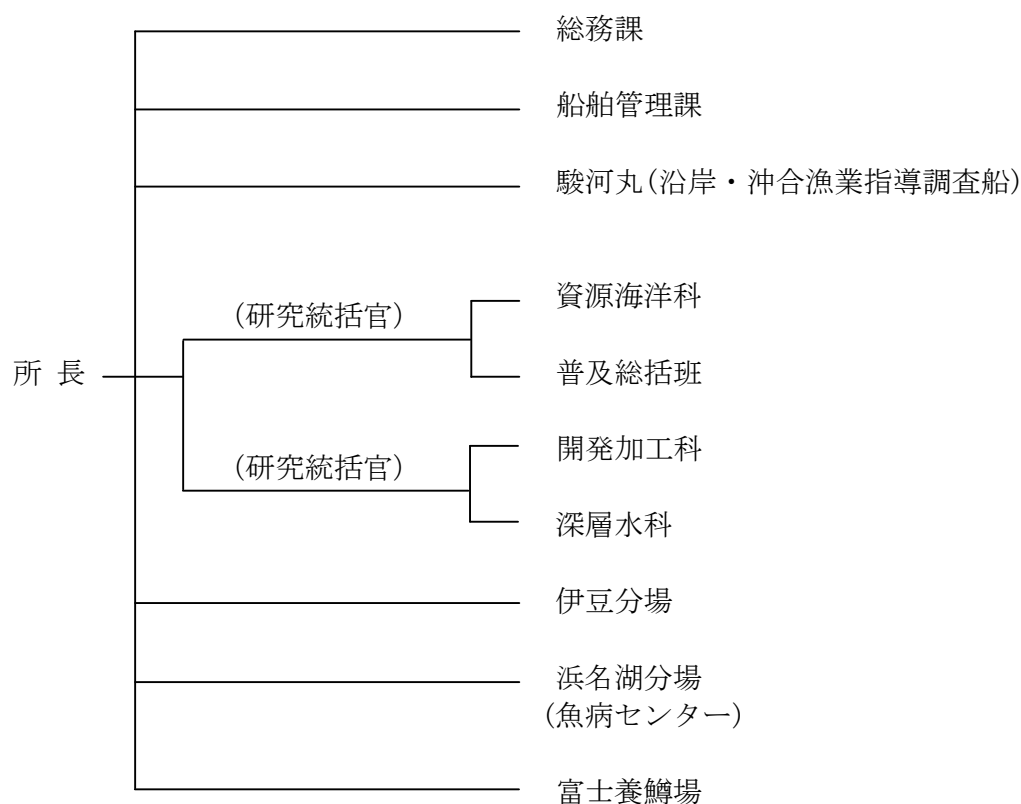 総務課
船舶管理課
駿河丸(沿岸・沖合漁業指導調査船)
(研究統括官)
資源海洋科
所 長
普及総括班
(研究統括官)
開発加工科
深層水科
伊豆分場
浜名湖分場
(魚病センター)
富士養鱒場